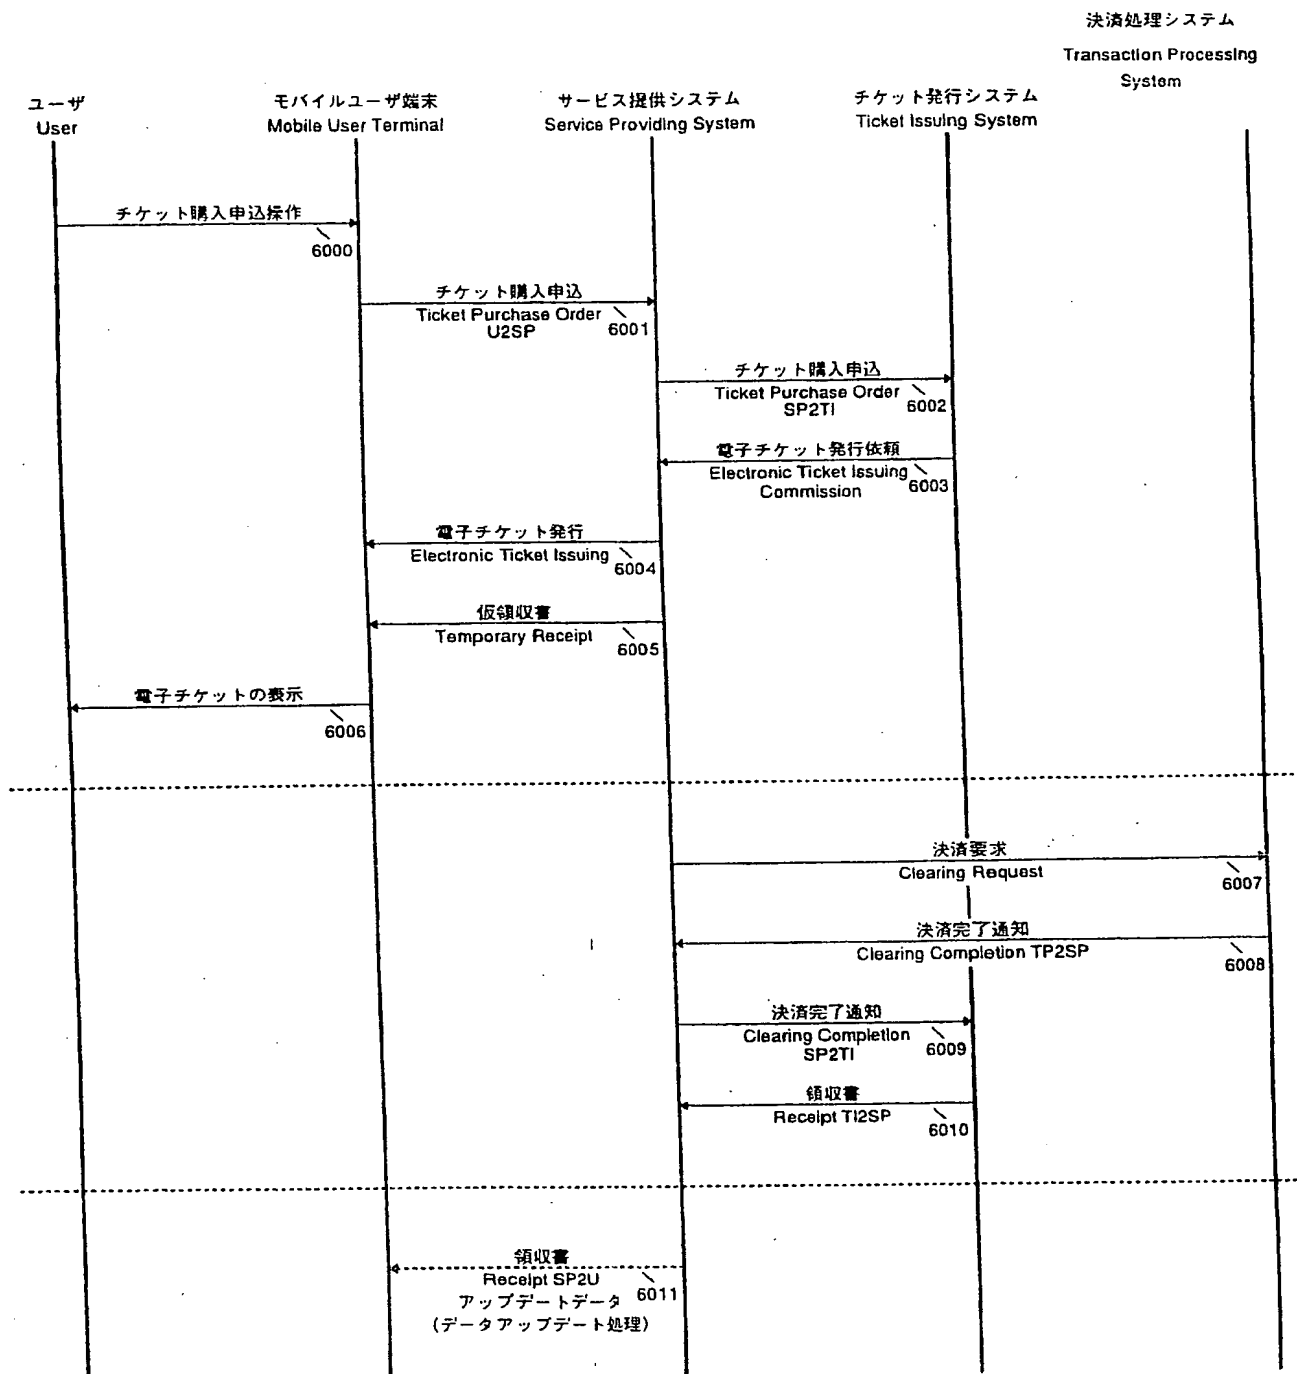 決済処理システム
Transaction Processing
System
ユーザ
User
モバイルユーザ端末
Mobile User Terminal
サービス提供システム
Service Providing System
チケット発行システム
Ticket Issuing System
チケット購入申込操作
6000
チケット購入申込
Ticket Purchase Order
U2SP
6001
チケット購入申込
Ticket Purchase Order
SP2TI
6002
電子チケット発行依頼
Electronic Ticket Issuing
Commission
6003
電子チケット発行
Electronic Ticket Issuing
6004
仮領収書
Temporary Receipt
6005
電子チケットの表示
6006
決済要求
Clearing Request
6007
決済完了通知
Clearing Completion TP2SP
6008
決済完了通知
Clearing Completion
SP2TI
6009
領収書
Receipt TI2SP
6010
領収書
Receipt SP2U
6011
アップデートデータ
(データアップデート処理)